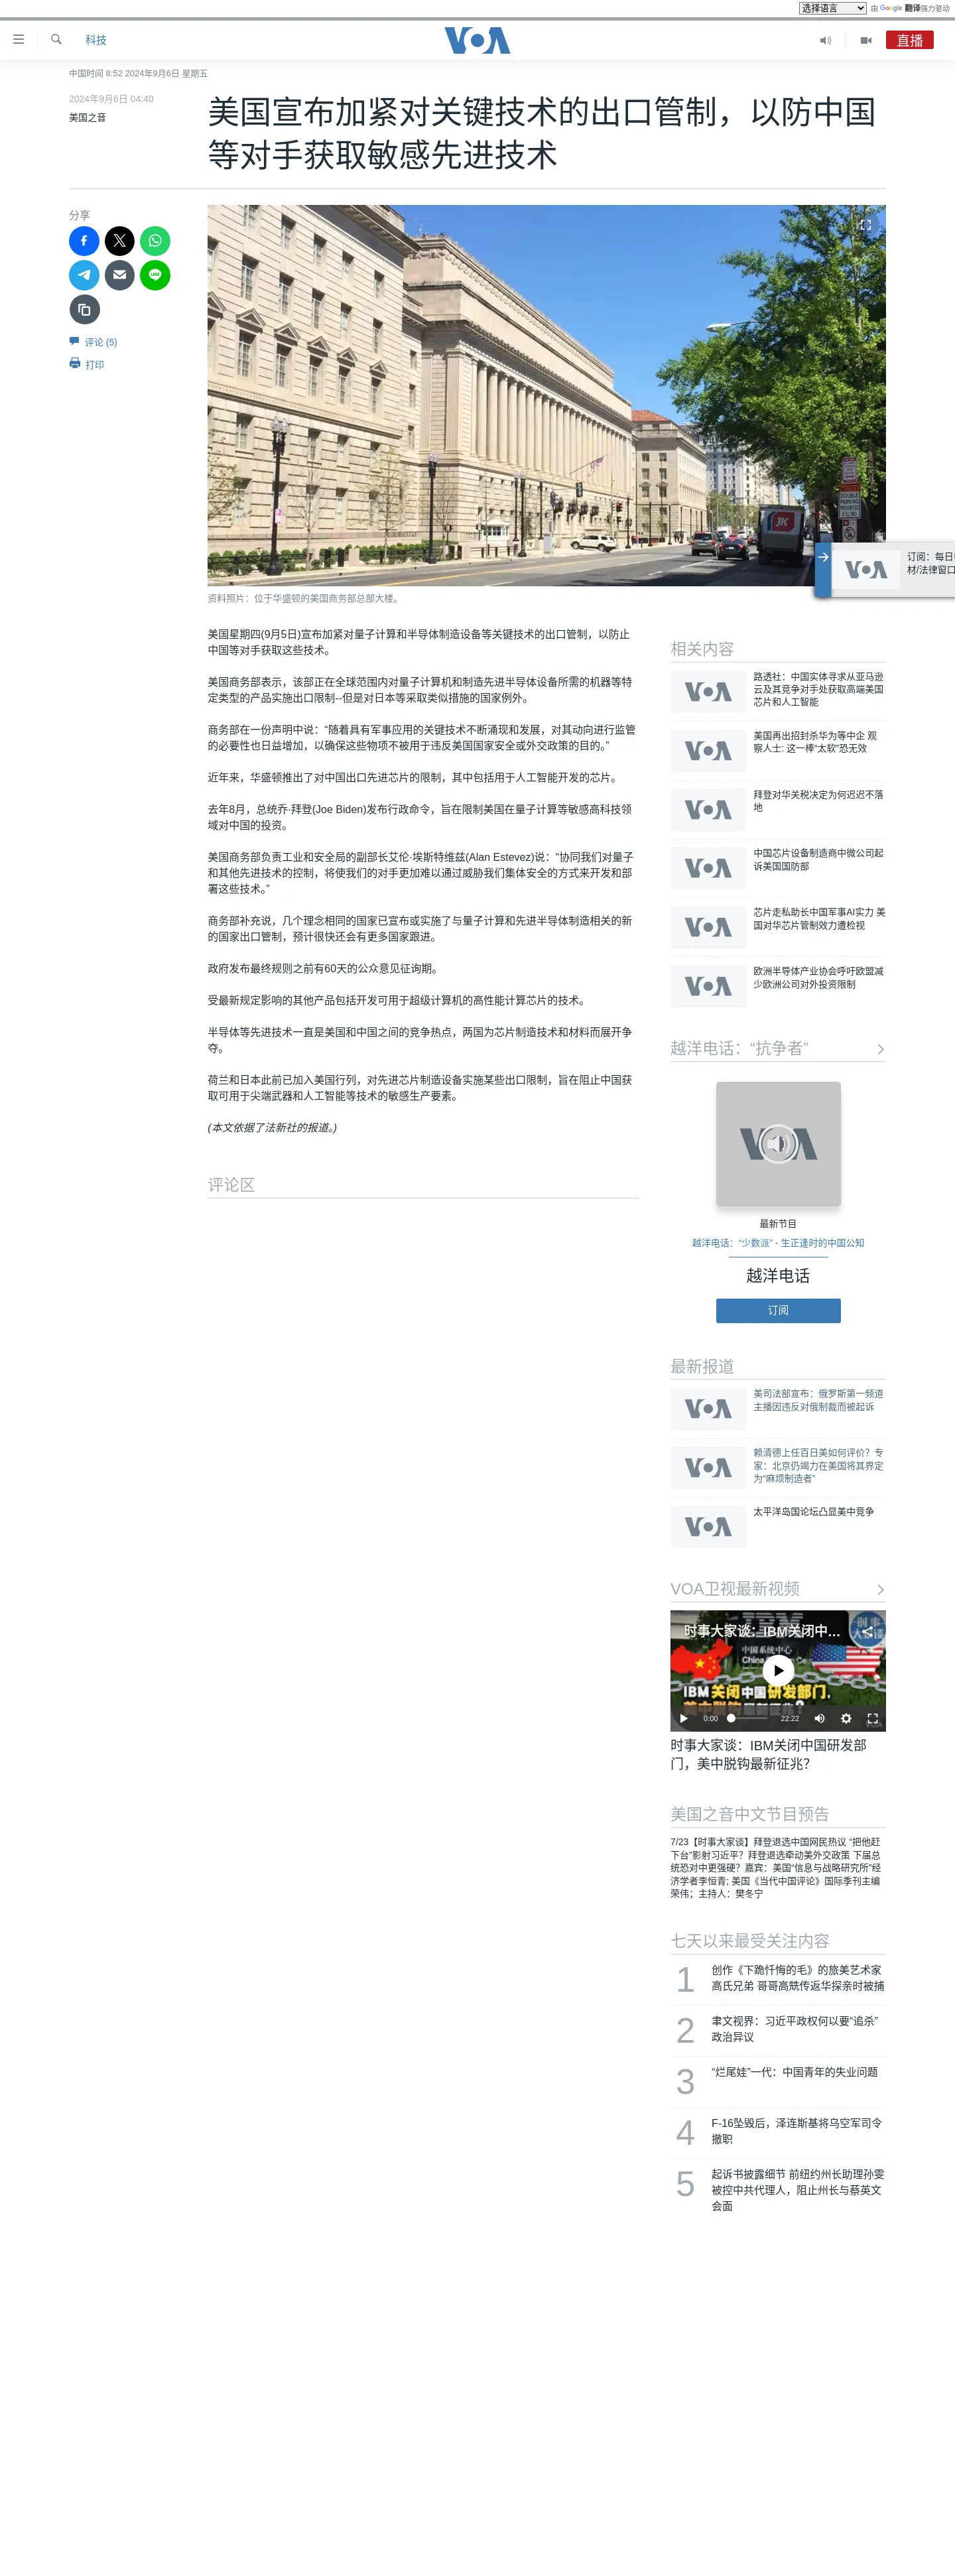 选择语言 由 Google 翻译强力驱动
科技
VOA
直播
中国时间 8:52 2024年9月6日 星期五
2024年9月6日 04:40
美国之音
美国宣布加紧对关键技术的出口管制，以防中国
等对手获取敏感先进技术
分享
评论 (5)
打印
资料照片：位于华盛顿的美国商务部总部大楼。
订阅：每日
材/法律窗口
美国星期四(9月5日)宣布加紧对量子计算和半导体制造设备等关键技术的出口管制，以防止
中国等对手获取这些技术。
美国商务部表示，该部正在全球范围内对量子计算机和制造先进半导体设备所需的机器等特
定类型的产品实施出口限制--但是对日本等采取类似措施的国家例外。
商务部在一份声明中说：“随着具有军事应用的关键技术不断涌现和发展，对其动向进行监管
的必要性也日益增加，以确保这些物项不被用于违反美国国家安全或外交政策的目的。”
近年来，华盛顿推出了对中国出口先进芯片的限制，其中包括用于人工智能开发的芯片。
去年8月，总统乔·拜登(Joe Biden)发布行政命令，旨在限制美国在量子计算等敏感高科技领
域对中国的投资。
美国商务部负责工业和安全局的副部长艾伦·埃斯特维兹(Alan Estevez)说：“协同我们对量子
和其他先进技术的控制，将使我们的对手更加难以通过威胁我们集体安全的方式来开发和部
署这些技术。”
商务部补充说，几个理念相同的国家已宣布或实施了与量子计算和先进半导体制造相关的新
的国家出口管制，预计很快还会有更多国家跟进。
政府发布最终规则之前有60天的公众意见征询期。
受最新规定影响的其他产品包括开发可用于超级计算机的高性能计算芯片的技术。
半导体等先进技术一直是美国和中国之间的竞争热点，两国为芯片制造技术和材料而展开争
夺。
荷兰和日本此前已加入美国行列，对先进芯片制造设备实施某些出口限制，旨在阻止中国获
取可用于尖端武器和人工智能等技术的敏感生产要素。
(本文依据了法新社的报道。)
评论区
相关内容
路透社：中国实体寻求从亚马逊
云及其竞争对手处获取高端美国
芯片和人工智能
美国再出招封杀华为等中企 观
察人士: 这一棒“太软”恐无效
拜登对华关税决定为何迟迟不落
地
中国芯片设备制造商中微公司起
诉美国国防部
芯片走私助长中国军事AI实力 美
国对华芯片管制效力遭检视
欧洲半导体产业协会呼吁欧盟减
少欧洲公司对外投资限制
越洋电话：“抗争者”
最新节目
越洋电话：“少数派” - 生正逢时的中国公知
越洋电话
订阅
最新报道
美司法部宣布：俄罗斯第一频道
主播因违反对俄制裁而被起诉
赖清德上任百日美如何评价？专
家：北京仍竭力在美国将其界定
为“麻烦制造者”
太平洋岛国论坛凸显美中竞争
VOA卫视最新视频
时事大家谈：IBM关闭中...
中国系统中心
IBM关闭中国研发部门,
美中脱钩最新征兆?
0:00 22:22
时事大家谈：IBM关闭中国研发部
门，美中脱钩最新征兆？
美国之音中文节目预告
7/23【时事大家谈】拜登退选中国网民热议 “把他赶
下台”影射习近平？拜登退选牵动美外交政策 下届总
统恐对中更强硬？嘉宾：美国“信息与战略研究所”经
济学者李恒青; 美国《当代中国评论》国际季刊主编
荣伟；主持人：樊冬宁
七天以来最受关注内容
1 创作《下跪忏悔的毛》的旅美艺术家
高氏兄弟 哥哥高兟传返华探亲时被捕
2 聿文视界：习近平政权何以要“追杀”
政治异议
3 “烂尾娃”一代：中国青年的失业问题
4 F-16坠毁后，泽连斯基将乌空军司令
撤职
5 起诉书披露细节 前纽约州长助理孙雯
被控中共代理人，阻止州长与蔡英文
会面